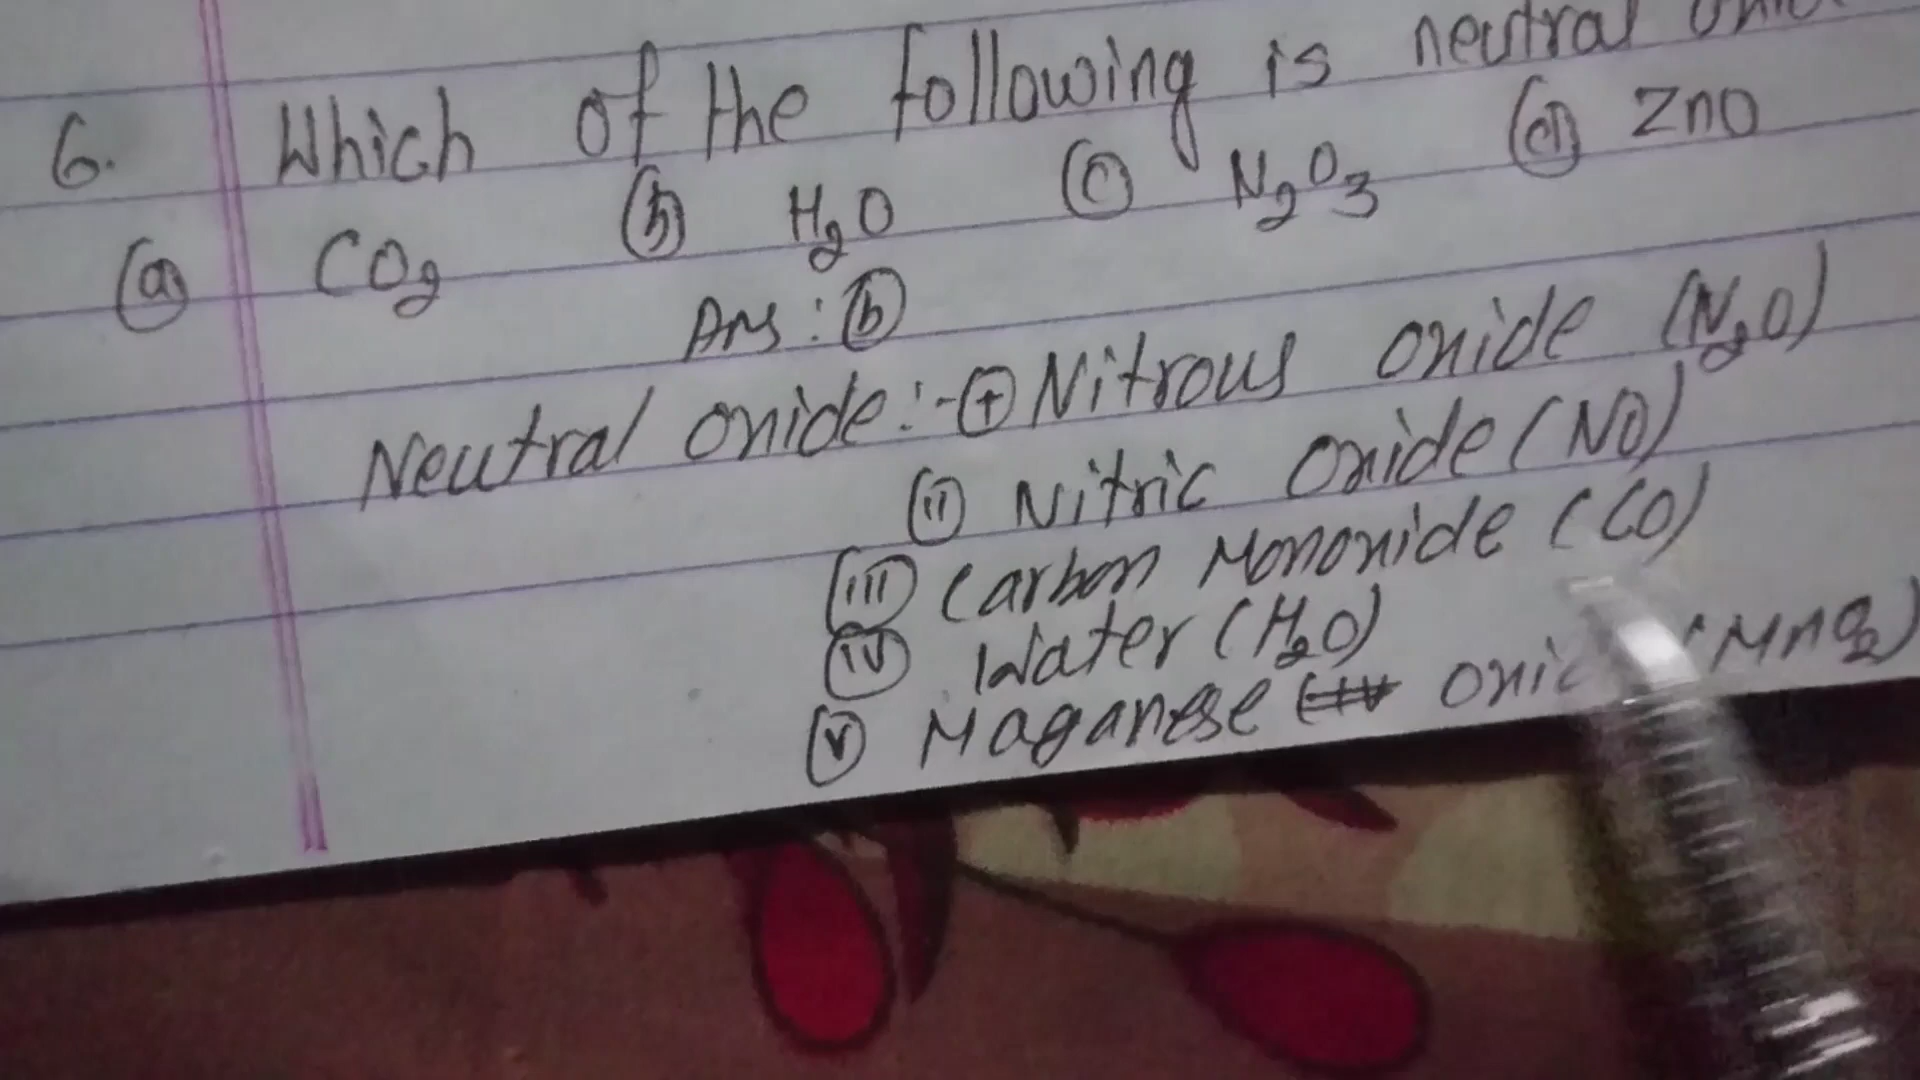 6. Which of the following is neutral
(a) CO2 (b) H2O (c) N2O3 (d) ZnO
Ans : (b)
Neutral oxide :- (i) Nitrous oxide (N2O)
(ii) Nitric oxide (NO)
(iii) Carbon Monoxide (CO)
(iv) Water (H2O)
(v) Maganese (MnO2)